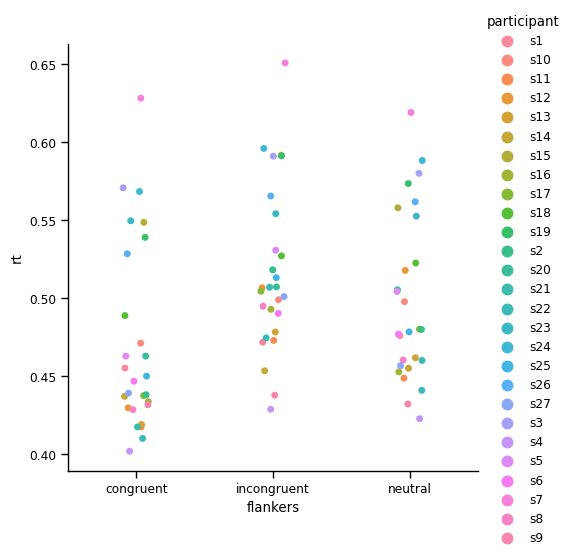 participant
s1
s10
s11
s12
s13
s14
s15
s16
s17
s18
s19
s2
s20
s21
s22
s23
s24
s25
s26
s27
s3
s4
s5
s6
s7
s8
s9
0.65
0.60
0.55
0.50
0.45
0.40
rt
congruent incongruent neutral
flankers